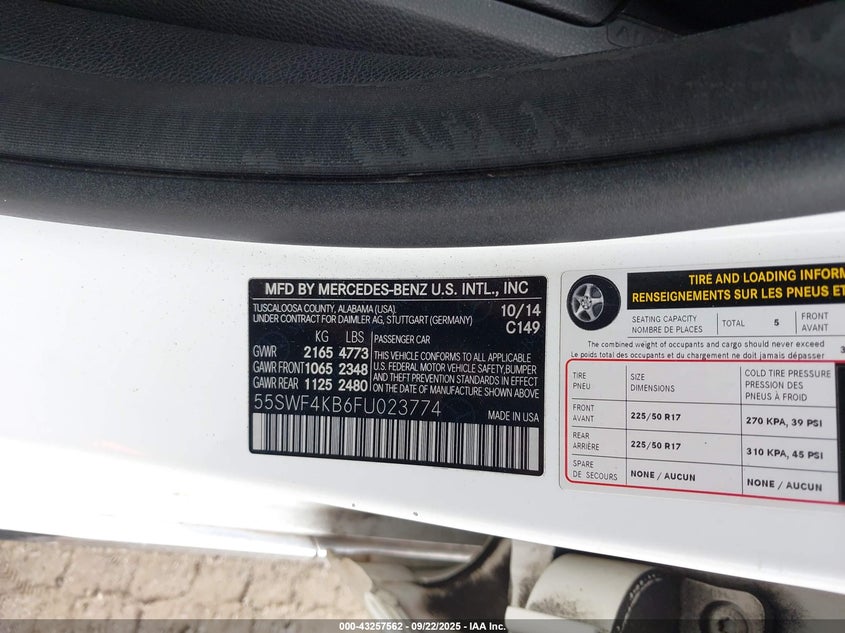 MFD BY MERCEDES-BENZ U.S. INTL., INC
TUSCALOOSA COUNTY, ALABAMA (USA).
UNDER CONTRACT FOR DAIMLER AG, STUTTGART (GERMANY)
10/14
C149
KG LBS
GVWR 2165 4773
GAWR FRONT 1065 2348
GAWR REAR 1125 2480
PASSENGER CAR
THIS VEHICLE CONFORMS TO ALL APPLICABLE
U.S. FEDERAL MOTOR VEHICLE SAFETY, BUMPER
AND THEFT PREVENTION STANDARDS IN EFFECT
ON THE DATE OF MANUFACTURE SHOWN ABOVE
55SWF4KB6FU023774
MADE IN USA
TIRE AND LOADING INFORM
RENSEIGNEMENTS SUR LES PNEUS ET
SEATING CAPACITY
NOMBRE DE PLACES
TOTAL 5
FRONT
AVANT
The combined weight of occupants and cargo should never exceed
Le poids total des occupants et du chargement ne doit jamais dépasser
3
TIRE
PNEU
SIZE
DIMENSIONS
COLD TIRE PRESSURE
PRESSION DES
PNEUS À FROID
FRONT
AVANT
225/50 R17
270 KPA, 39 PSI
REAR
ARRIÈRE
225/50 R17
310 KPA, 45 PSI
SPARE
DE SECOURS
NONE / AUCUN
NONE / AUCUN
000-43257562 - 09/22/2025 - IAA Inc.